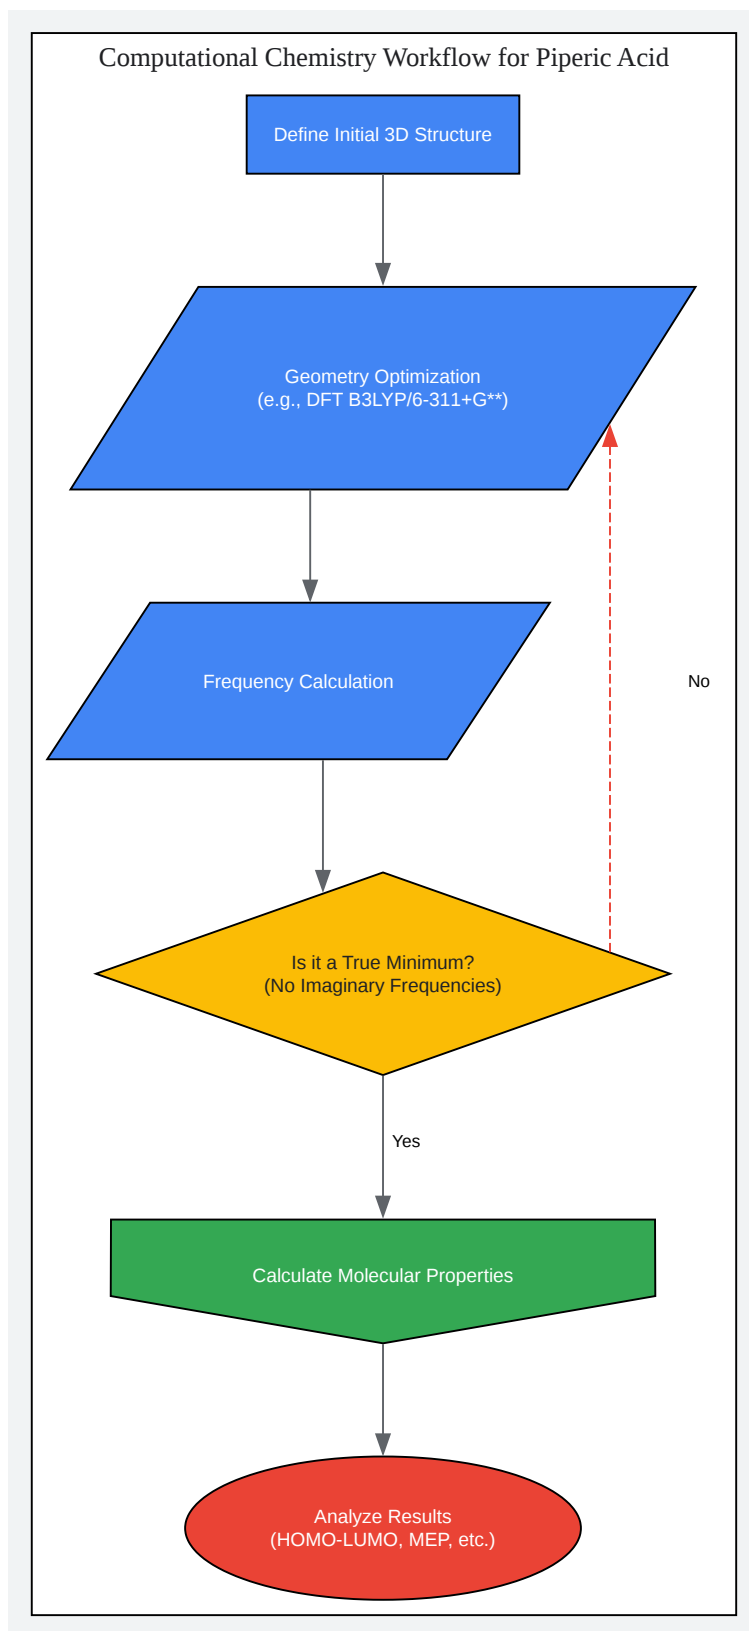 Computational Chemistry Workflow for Piperic Acid
Define Initial 3D Structure
Geometry Optimization
(e.g., DFT B3LYP/6-311+G**)
Frequency Calculation
No
Is it a True Minimum?
(No Imaginary Frequencies)
Yes
Calculate Molecular Properties
Analyze Results
(HOMO-LUMO, MEP, etc.)